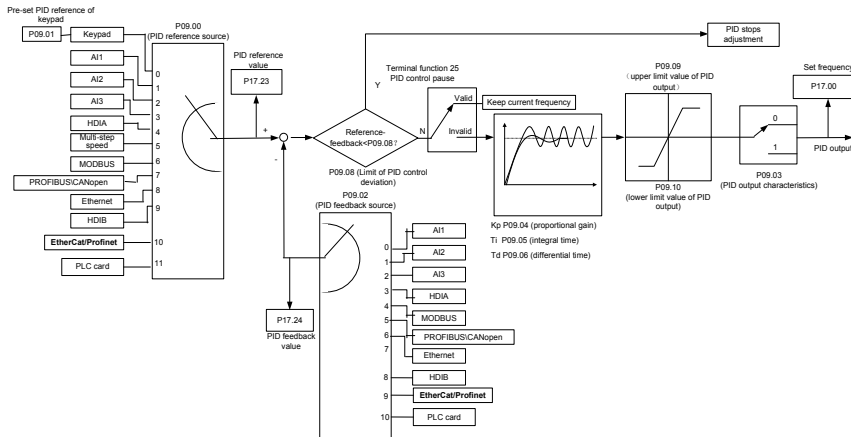 Pre-set PID reference of
keypad
P09.01
Keypad
AI1
AI2
AI3
HDIA
Multi-step
speed
MODBUS
PROFIBUS\CANopen
Ethernet
HDIB
EtherCat/Profinet
PLC card
P09.00
(PID reference source)
0
1
2
3
4
5
6
7
8
9
10
11
PID reference
value
P17.23
+
-
Reference-
feedback<P09.08?
Y
N
P09.08 (Limit of PID control
deviation)
Terminal function 25
PID control pause
Valid
Invalid
Keep current frequency
PID stops
adjustment
Kp P09.04 (proportional gain)
Ti P09.05 (integral time)
Td P09.06 (differential time)
P09.09
(upper limit value of PID
output)
P09.10
(lower limit value of PID
output)
0
1
P09.03
(PID output characteristics)
Set frequency
P17.00
PID output
P09.02
(PID feedback source)
P17.24
PID feedback
value
0
1
2
3
4
5
6
7
8
9
10
AI1
AI2
AI3
HDIA
MODBUS
PROFIBUS\CANopen
Ethernet
HDIB
EtherCat/Profinet
PLC card